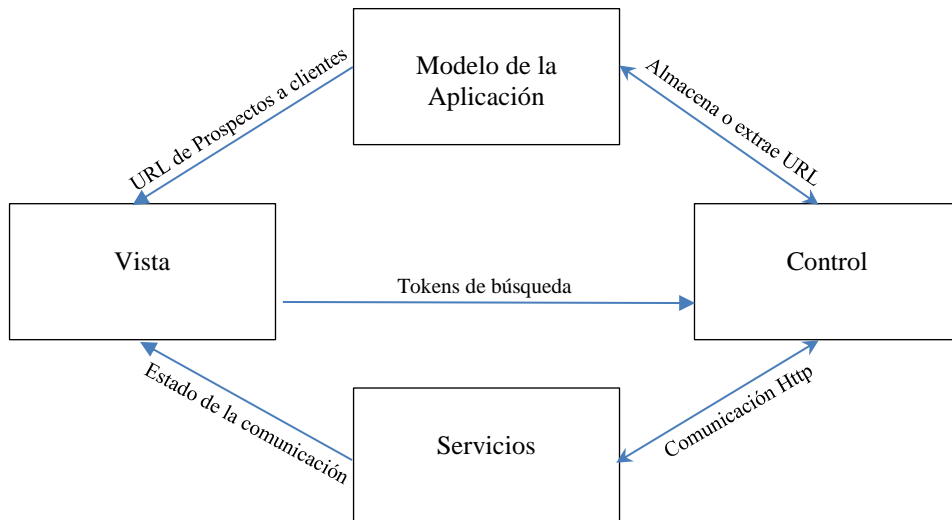 Modelo de la
Aplicación
URL de Prospectos a clientes
Almacena o extrae URL
Vista
Control
Tokens de búsqueda
Estado de la comunicación
Comunicación Http
Servicios